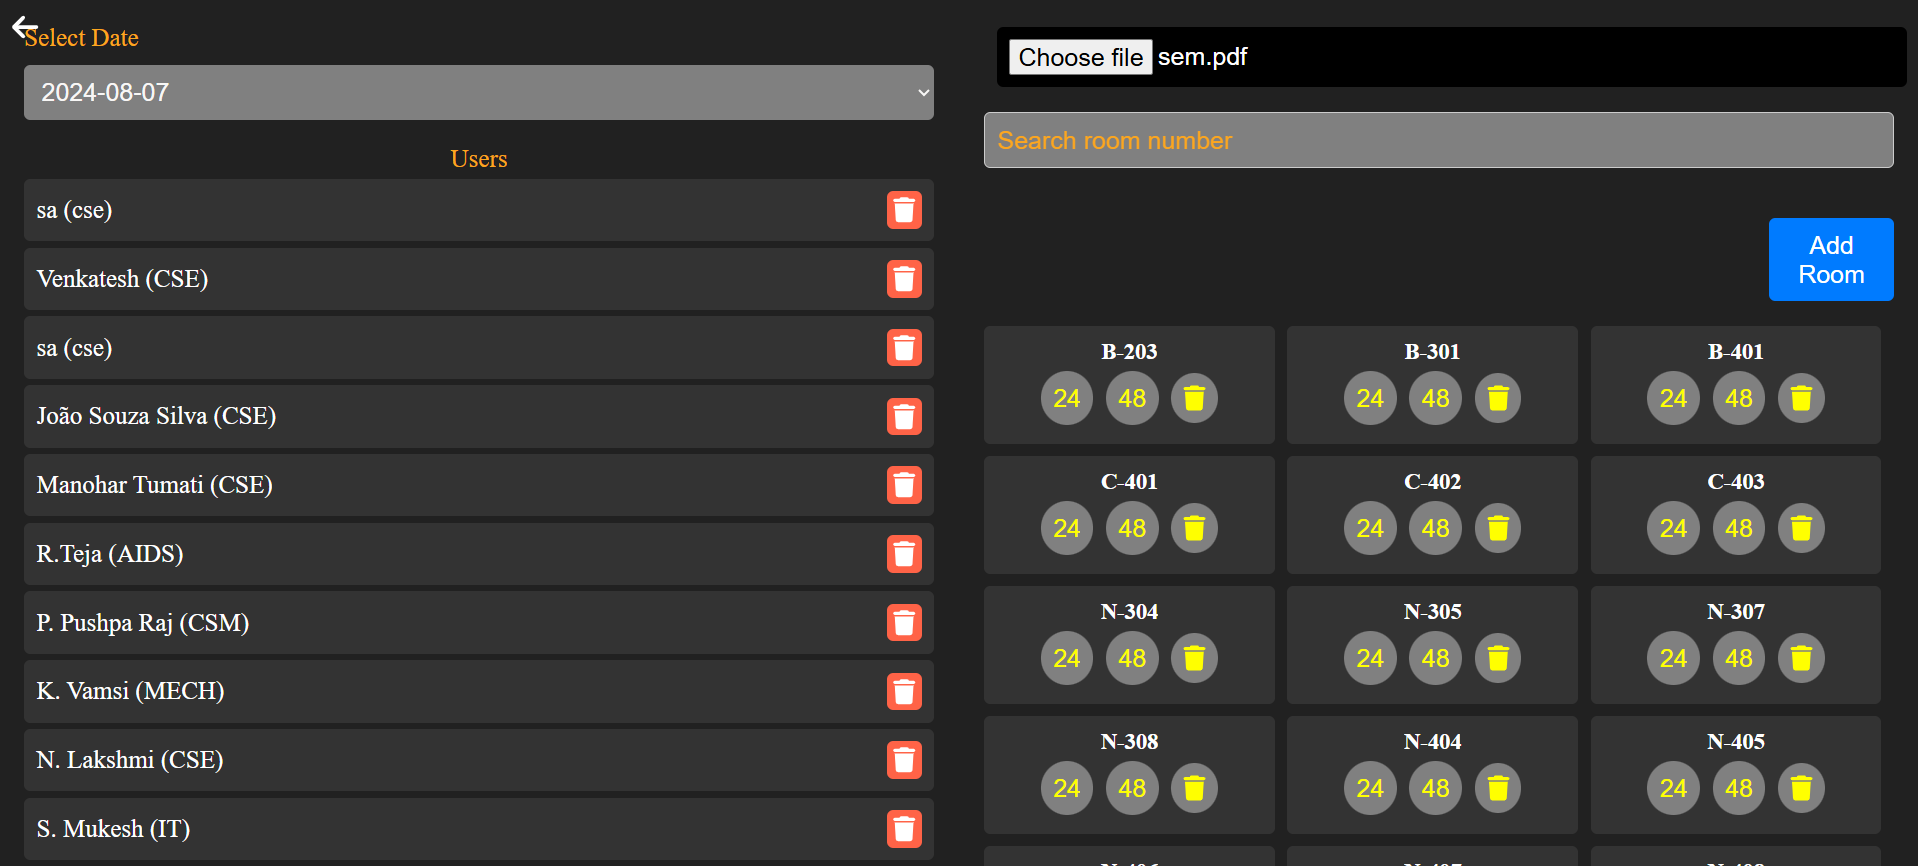 Select Date
2024-08-07
Users
sa (cse)
Venkatesh (CSE)
sa (cse)
João Souza Silva (CSE)
Manohar Tumati (CSE)
R.Teja (AIDS)
P. Pushpa Raj (CSM)
K. Vamsi (MECH)
N. Lakshmi (CSE)
S. Mukesh (IT)
Choose file sem.pdf
Search room number
Add
Room
B-203
24 48
B-301
24 48
B-401
24 48
C-401
24 48
C-402
24 48
C-403
24 48
N-304
24 48
N-305
24 48
N-307
24 48
N-308
24 48
N-404
24 48
N-405
24 48